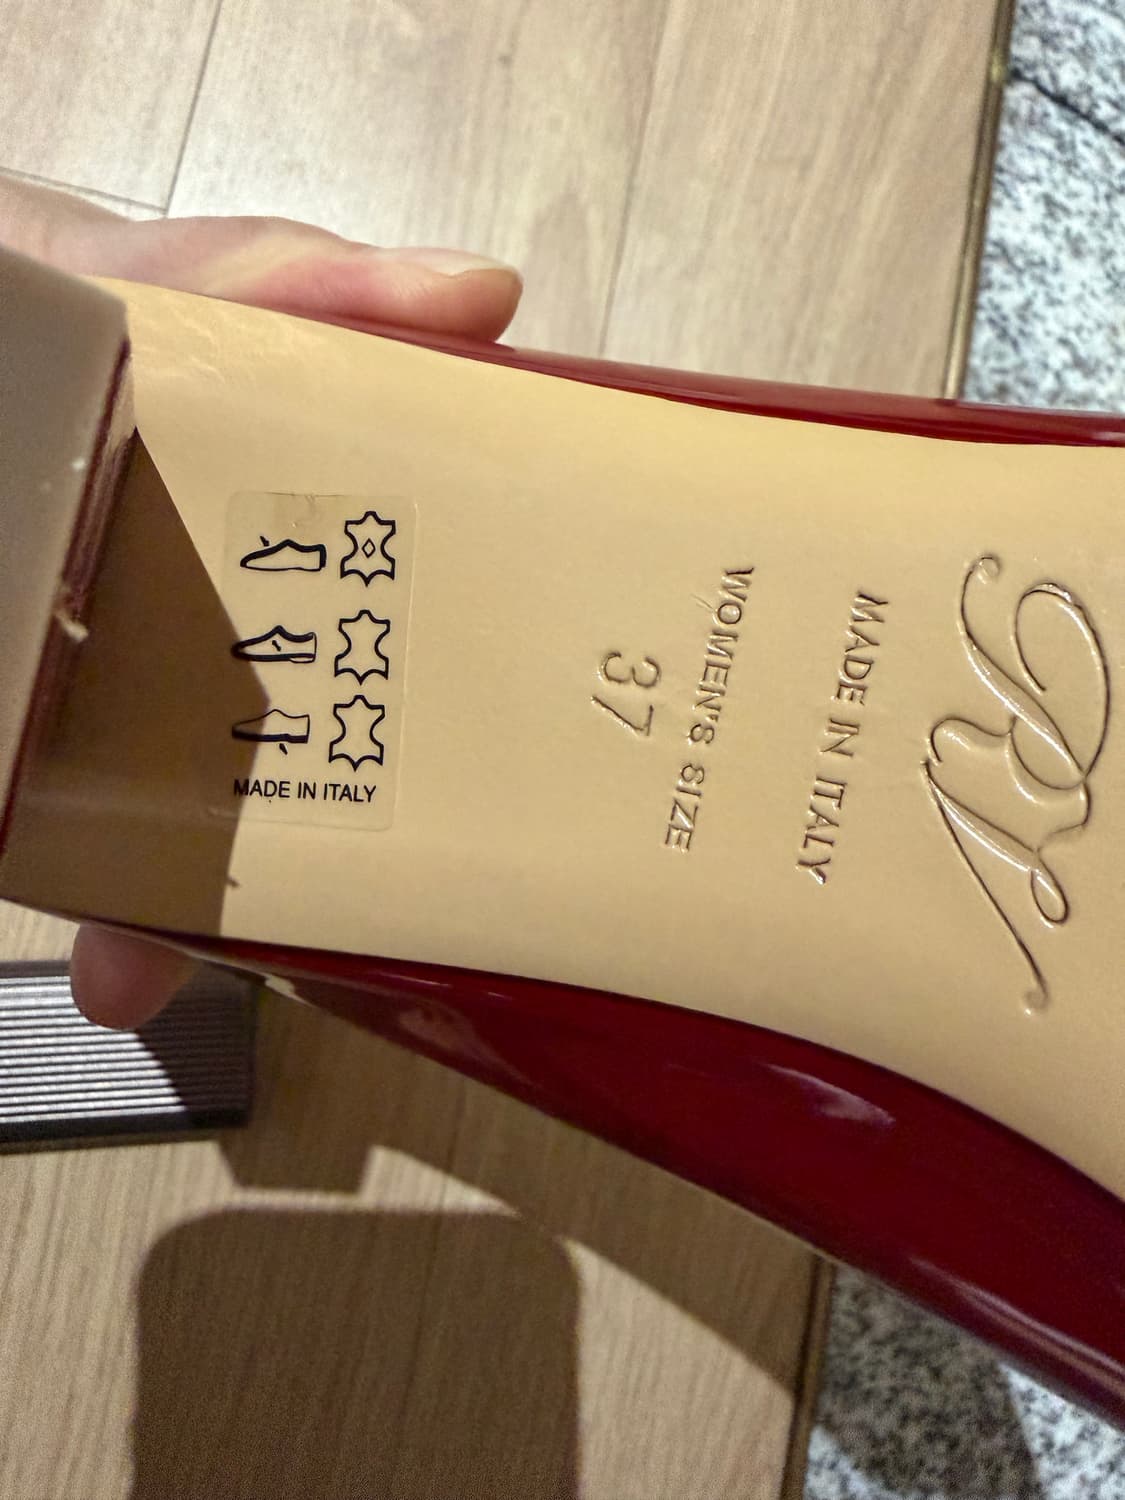 RV
MADE IN ITALY
WOMEN'S SIZE
37
MADE IN ITALY